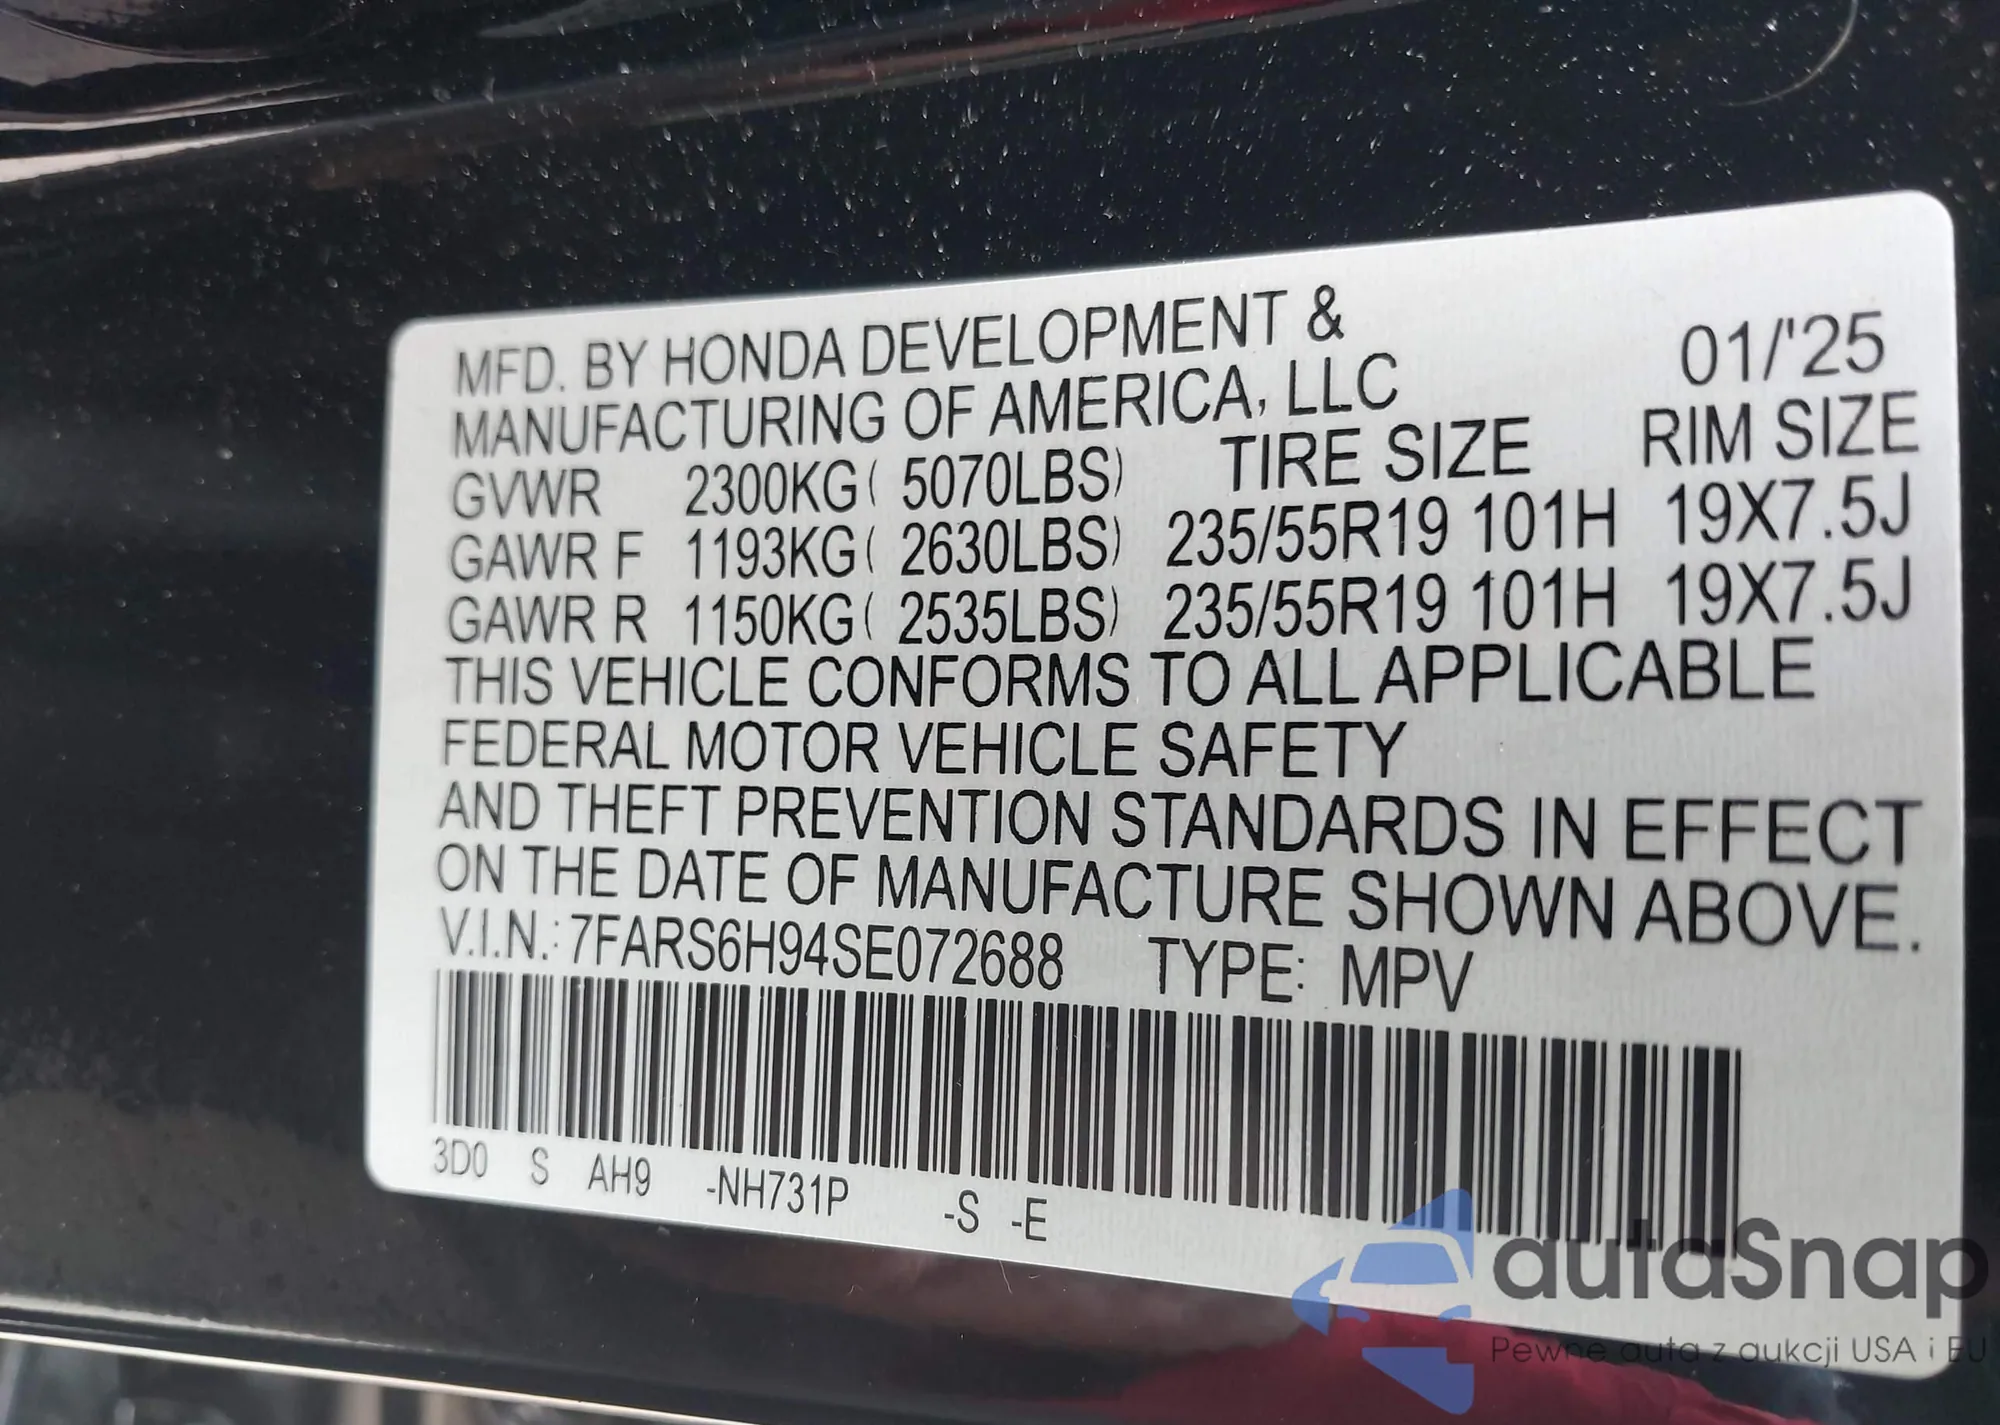 MFD. BY HONDA DEVELOPMENT & 01/'25
MANUFACTURING OF AMERICA, LLC
TIRE SIZE RIM SIZE
GVWR 2300KG( 5070LBS)
GAWR F 1193KG( 2630LBS) 235/55R19 101H 19X7.5J
GAWR R 1150KG( 2535LBS) 235/55R19 101H 19X7.5J
THIS VEHICLE CONFORMS TO ALL APPLICABLE
FEDERAL MOTOR VEHICLE SAFETY
AND THEFT PREVENTION STANDARDS IN EFFECT
ON THE DATE OF MANUFACTURE SHOWN ABOVE.
V.I.N.: 7FARS6H94SE072688 TYPE: MPV
3D0 S AH9 -NH731P -S -E
autaSnap
Pewne auta z aukcji USA i EU